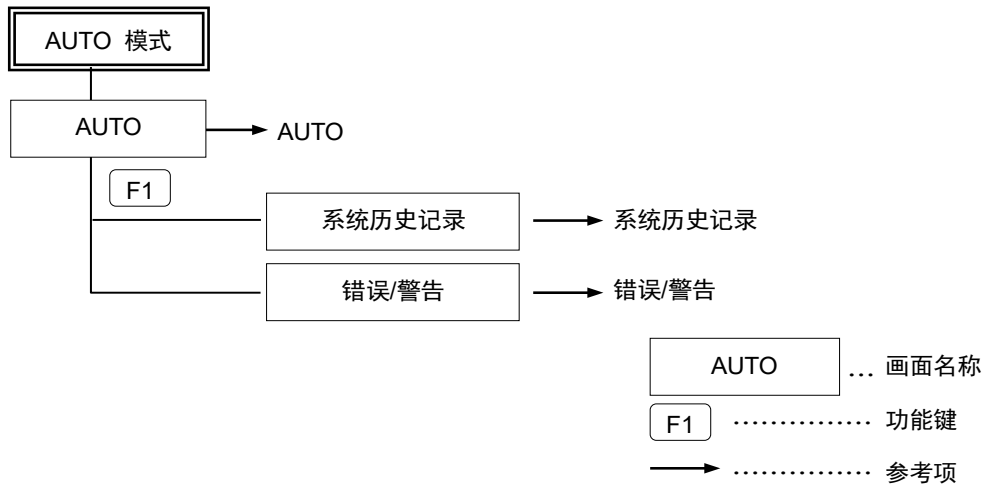 AUTO 模式
AUTO AUTO
F1
系统历史记录 系统历史记录
错误/警告 错误/警告
AUTO … 画面名称
F1 …………… 功能键
…………… 参考项